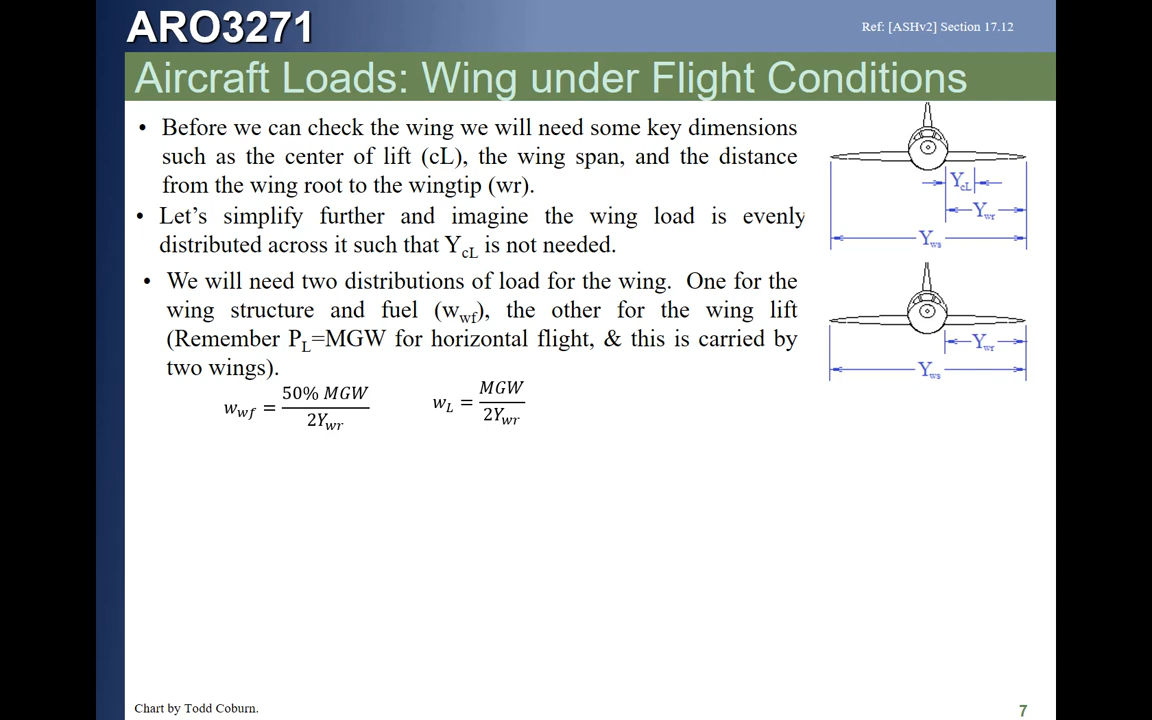 ARO3271
Ref: [ASHv2] Section 17.12
Aircraft Loads: Wing under Flight Conditions
• Before we can check the wing we will need some key dimensions
such as the center of lift (cL), the wing span, and the distance
from the wing root to the wingtip (wr).
• Let’s simplify further and imagine the wing load is evenly
distributed across it such that YcL is not needed.
• We will need two distributions of load for the wing. One for the
wing structure and fuel (wwf), the other for the wing lift
(Remember PL=MGW for horizontal flight, & this is carried by
two wings).
wwf = 50% MGW / 2Ywr
wL = MGW / 2Ywr
YcL
Ywr
Yws
Ywr
Yws
Chart by Todd Coburn.
7